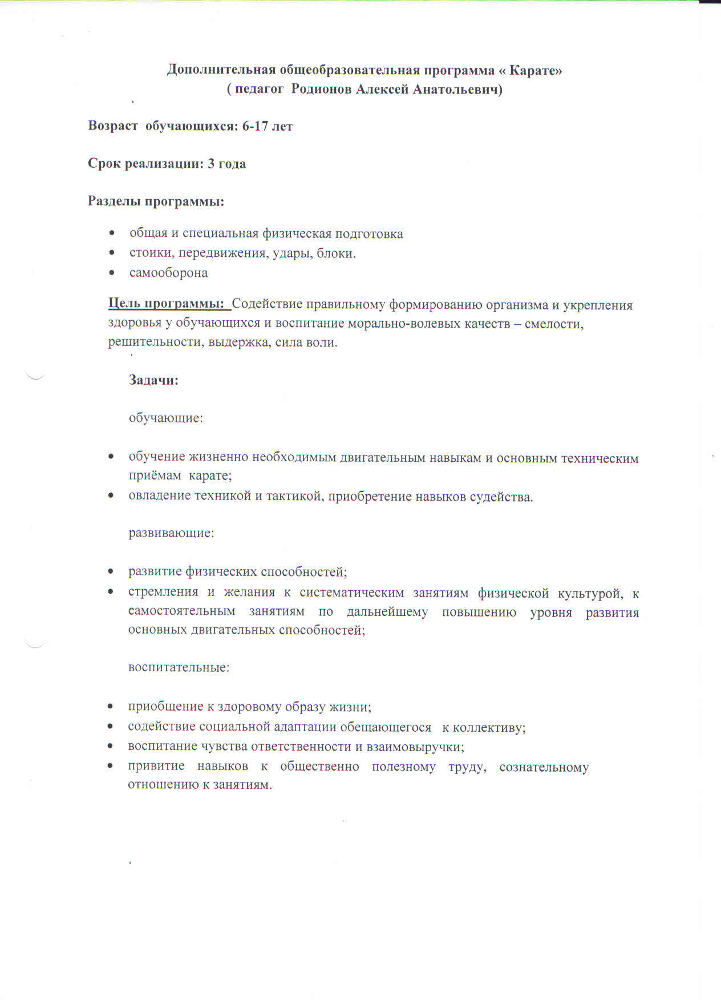 Дополнительная общеобразовательная программа « Карате»
( педагог Родионов Алексей Анатольевич)
Возраст обучающихся: 6-17 лет
Срок реализации: 3 года
Разделы программы:
• общая и специальная физическая подготовка
• стоики, передвижения, удары, блоки.
• самооборона
Цель программы: Содействие правильному формированию организма и укрепления
здоровья у обучающихся и воспитание морально-волевых качеств – смелости,
решительности, выдержка, сила воли.
Задачи:
обучающие:
• обучение жизненно необходимым двигательным навыкам и основным техническим
приёмам карате;
• овладение техникой и тактикой, приобретение навыков судейства.
развивающие:
• развитие физических способностей;
• стремления и желания к систематическим занятиям физической культурой, к
самостоятельным занятиям по дальнейшему повышению уровня развития
основных двигательных способностей;
воспитательные:
• приобщение к здоровому образу жизни;
• содействие социальной адаптации обещающегося к коллективу;
• воспитание чувства ответственности и взаимовыручки;
• привитие навыков к общественно полезному труду, сознательному
отношению к занятиям.